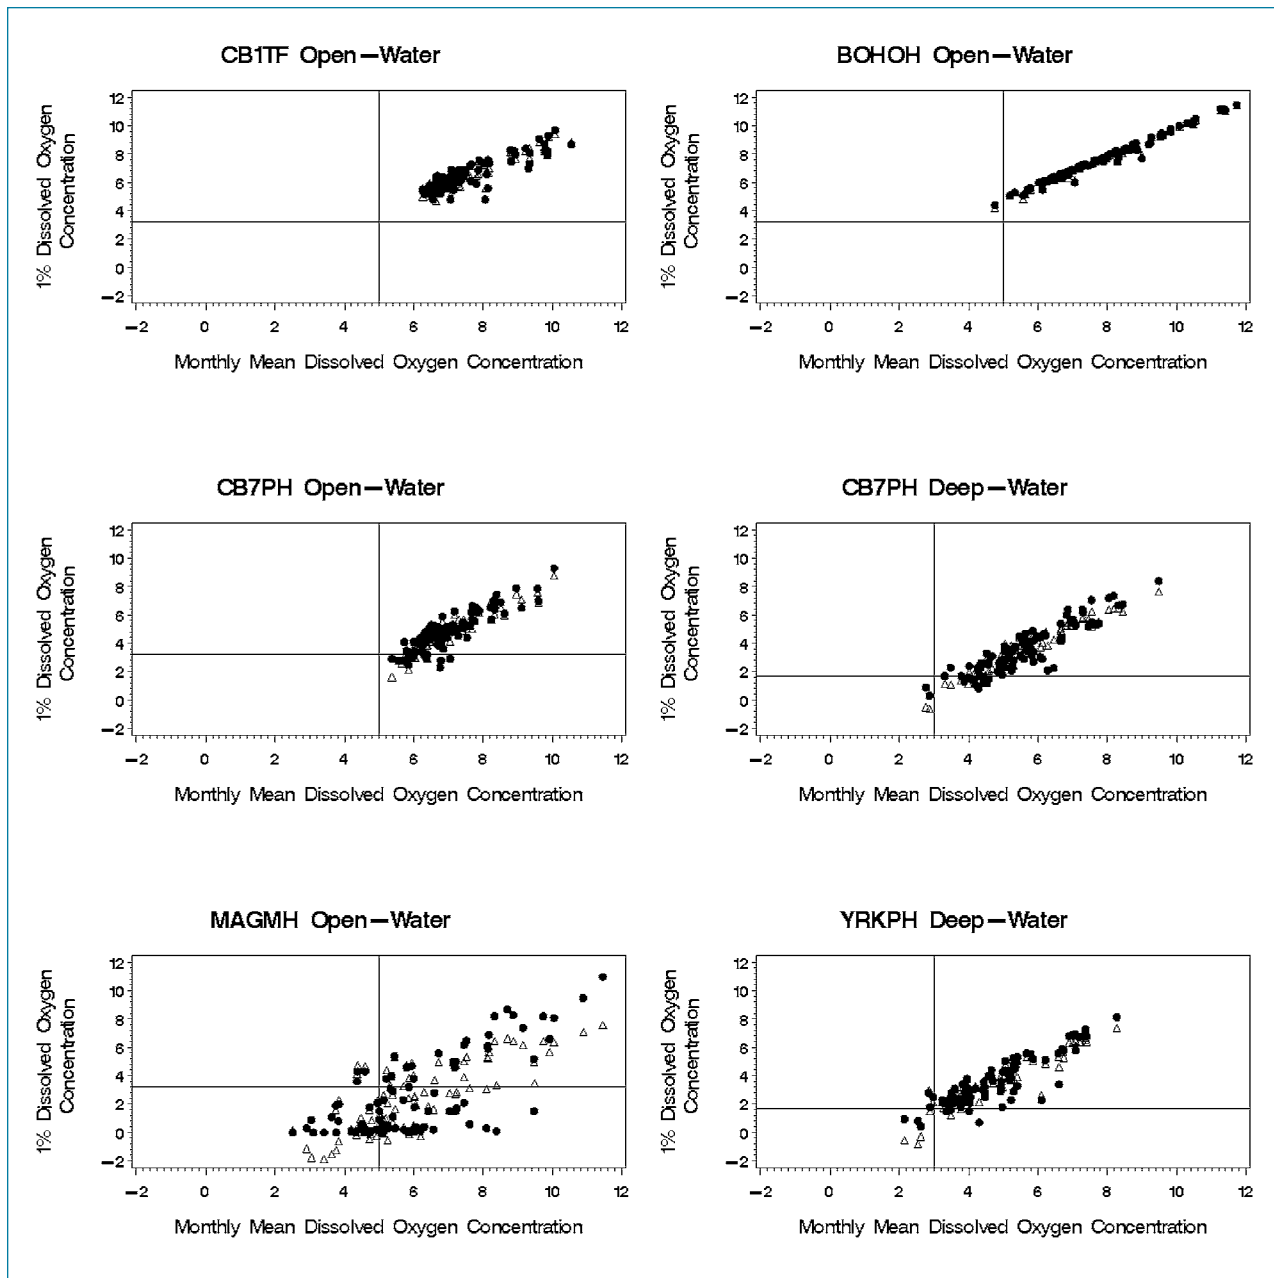 CB1TF Open—Water
BOHOH Open—Water
1% Dissolved Oxygen
Concentration
12
10
8
6
4
2
0
−2
−2 0 2 4 6 8 10 12
Monthly Mean Dissolved Oxygen Concentration
1% Dissolved Oxygen
Concentration
12
10
8
6
4
2
0
−2
−2 0 2 4 6 8 10 12
Monthly Mean Dissolved Oxygen Concentration
CB7PH Open—Water
CB7PH Deep—Water
1% Dissolved Oxygen
Concentration
12
10
8
6
4
2
0
−2
−2 0 2 4 6 8 10 12
Monthly Mean Dissolved Oxygen Concentration
1% Dissolved Oxygen
Concentration
12
10
8
6
4
2
0
−2
−2 0 2 4 6 8 10 12
Monthly Mean Dissolved Oxygen Concentration
MAGMH Open—Water
YRKPH Deep—Water
1% Dissolved Oxygen
Concentration
12
10
8
6
4
2
0
−2
−2 0 2 4 6 8 10 12
Monthly Mean Dissolved Oxygen Concentration
1% Dissolved Oxygen
Concentration
12
10
8
6
4
2
0
−2
−2 0 2 4 6 8 10 12
Monthly Mean Dissolved Oxygen Concentration